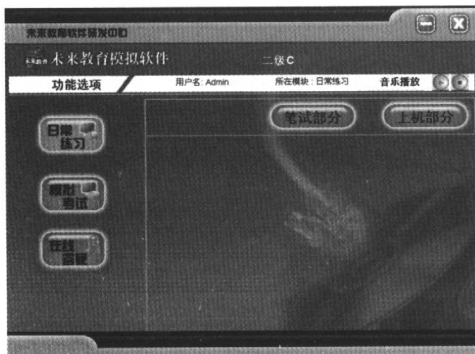 未来教育软件研发中心
未来教育模拟软件 二级C
功能选项 用户名: Admin 所在模块: 日常练习 音乐播放
笔试部分 上机部分
日常
练习
模拟
考试
在线
答疑